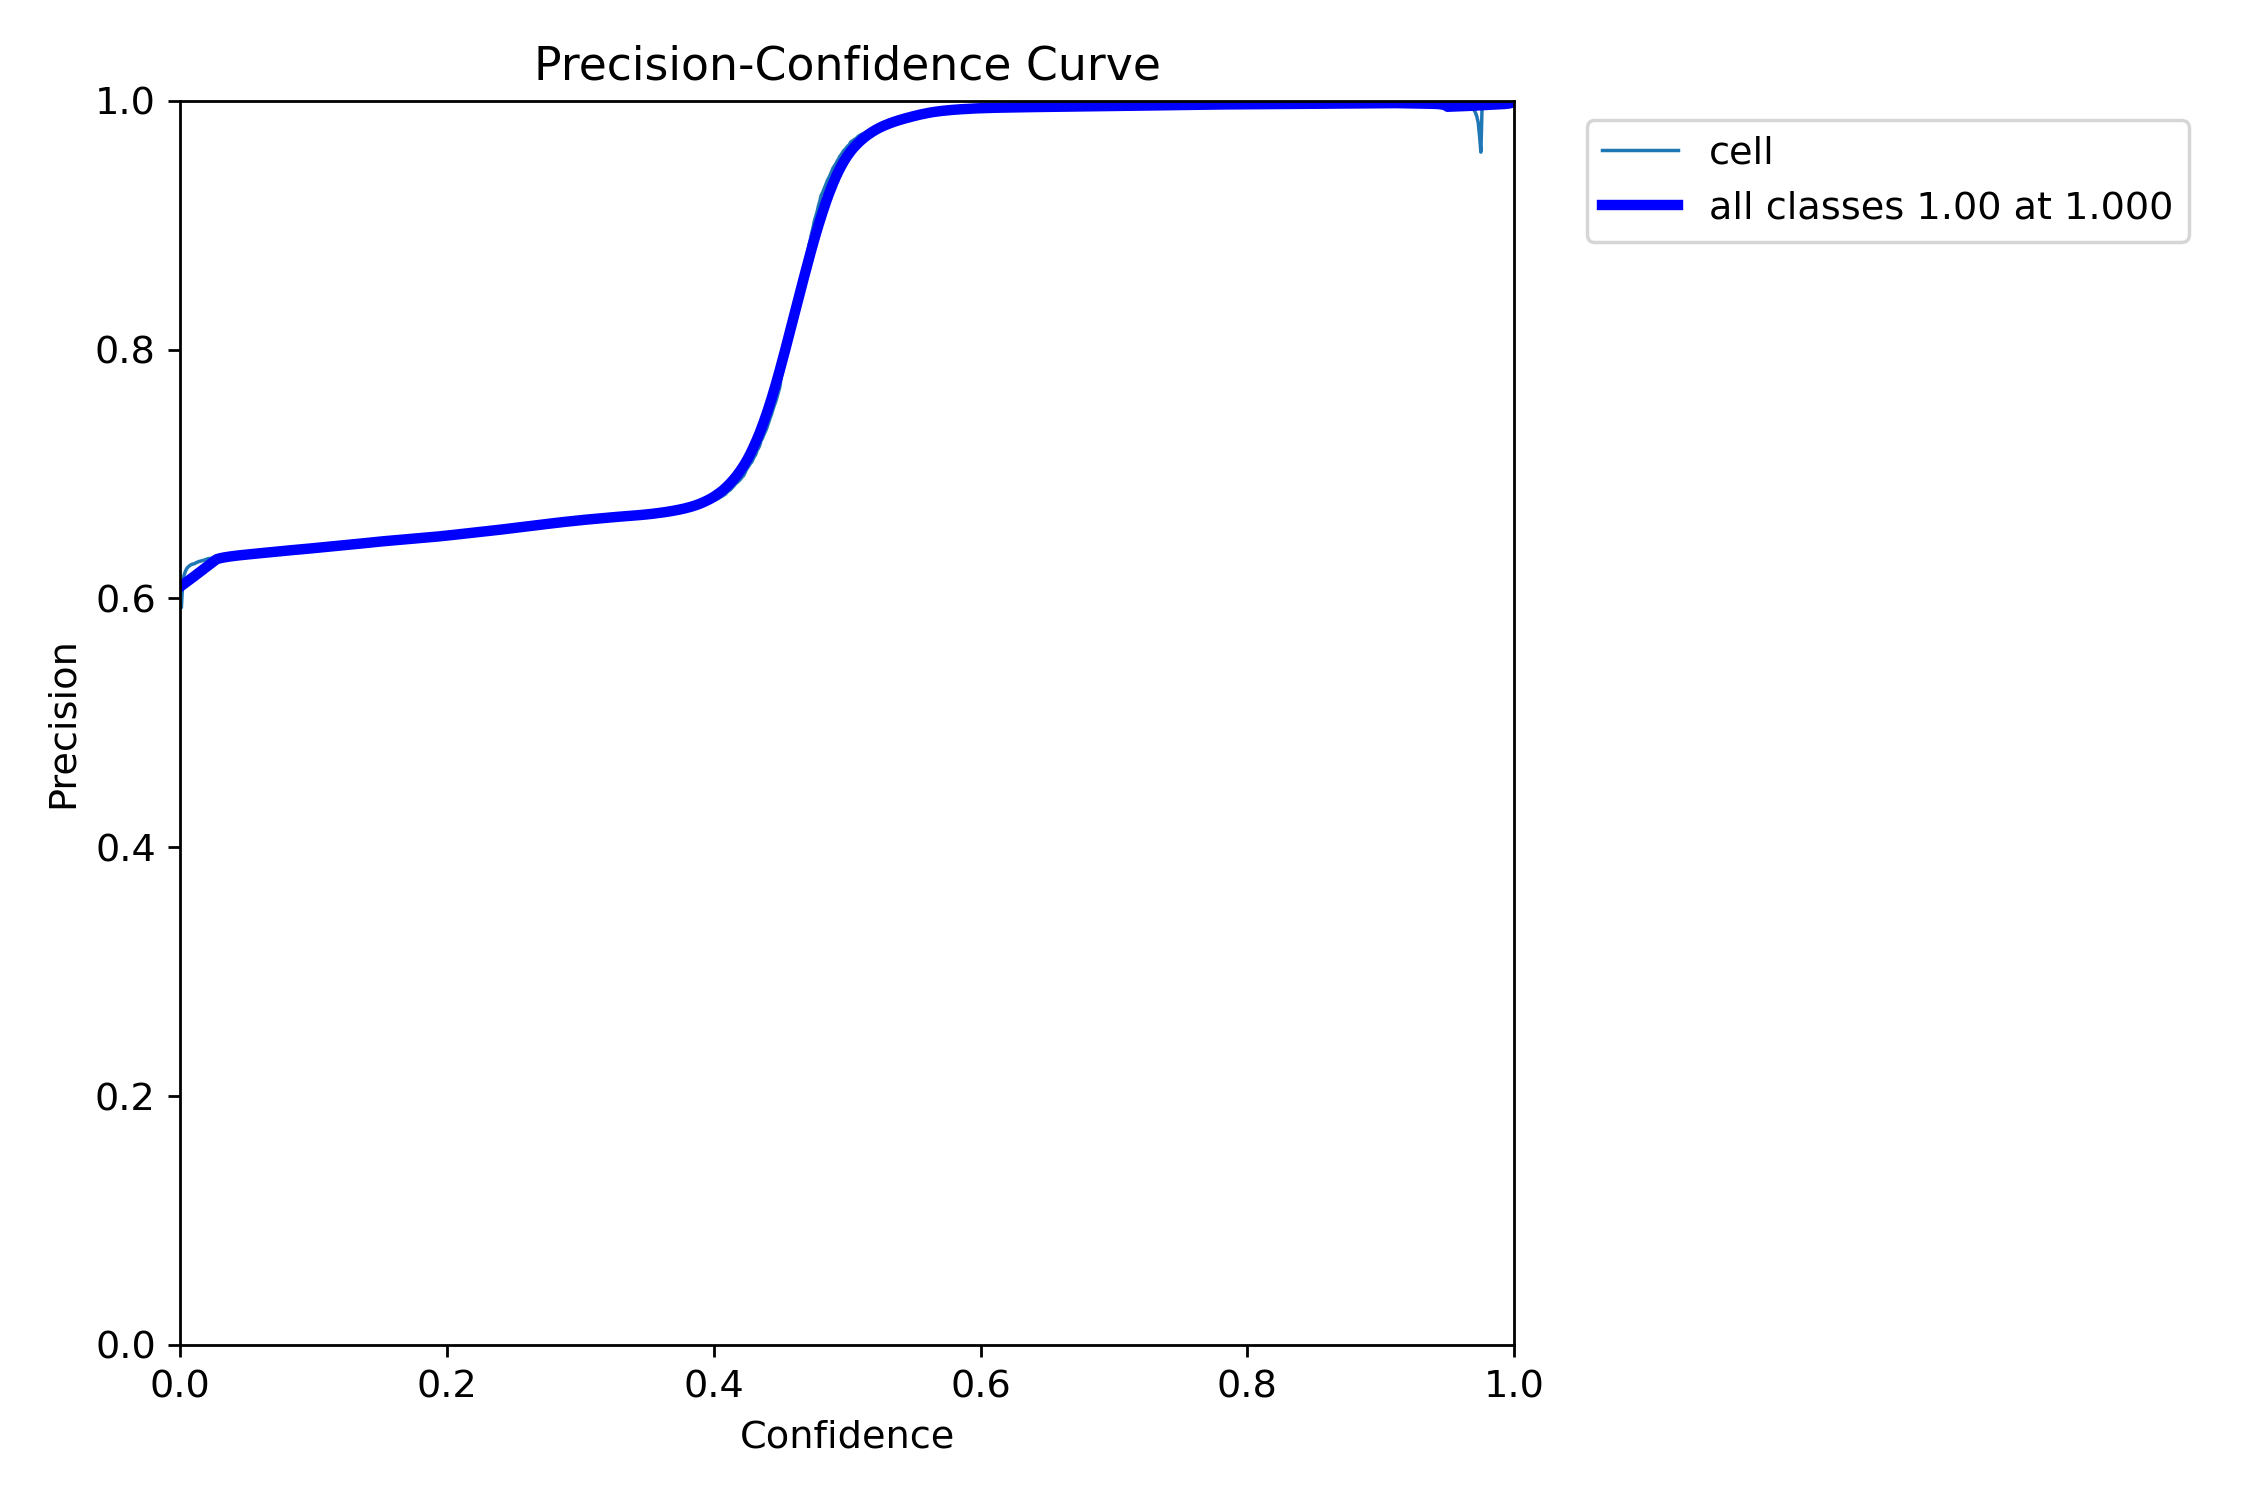 Precision-Confidence Curve
1.0
0.8
0.6
0.4
0.2
0.0
Precision
0.0 0.2 0.4 0.6 0.8 1.0
Confidence
cell
all classes 1.00 at 1.000